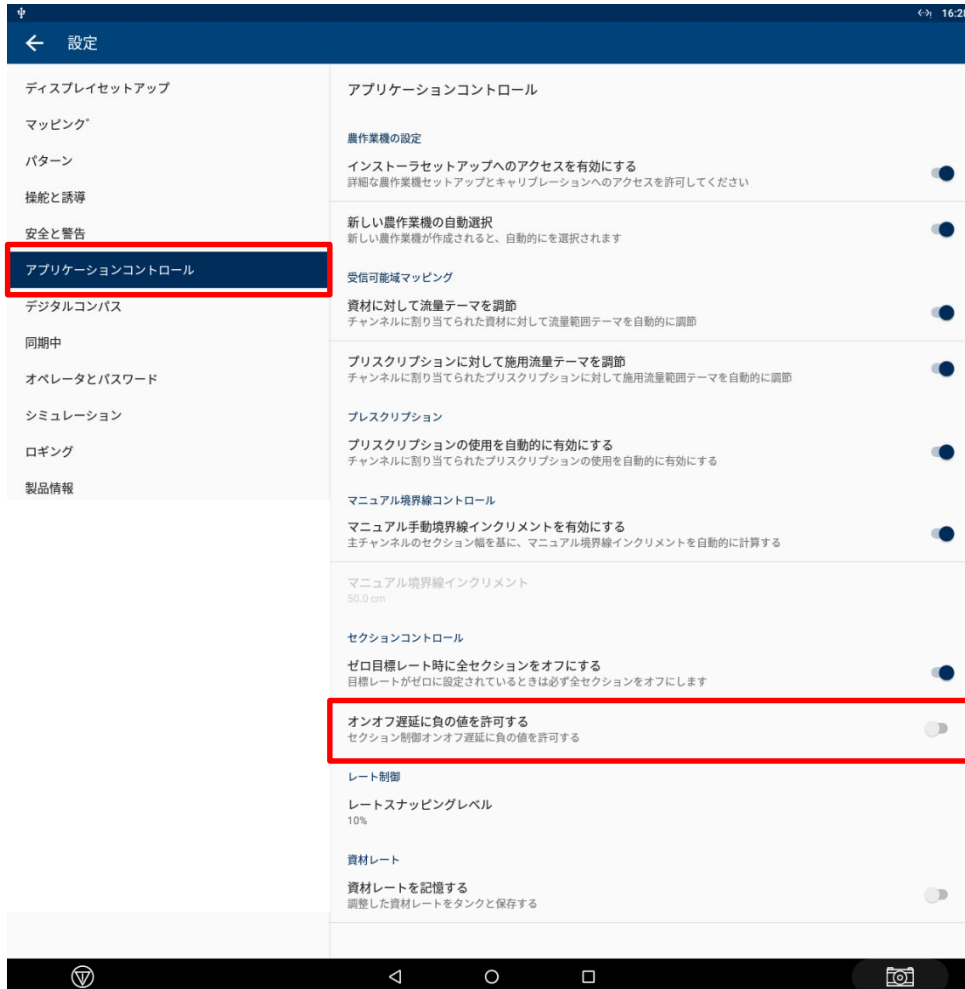 16:28
設定
ディスプレイセットアップ
マッピング
パターン
操舵と誘導
安全と警告
アプリケーションコントロール
デジタルコンパス
同期中
オペレータとパスワード
シミュレーション
ロギング
製品情報
アプリケーションコントロール
農作業機の設定
インストーラセットアップへのアクセスを有効にする
詳細な農作業機セットアップとキャリブレーションへのアクセスを許可してください
新しい農作業機の自動選択
新しい農作業機が作成されると、自動的にを選択されます
受信可能域マッピング
資材に対して流量テーマを調節
チャンネルに割り当てられた資材に対して流量範囲テーマを自動的に調節
プリスクリプションに対して施用流量テーマを調節
チャンネルに割り当てられたプリスクリプションに対して施用流量範囲テーマを自動的に調節
プレスクリプション
プリスクリプションの使用を自動的に有効にする
チャンネルに割り当てられたプリスクリプションの使用を自動的に有効にする
マニュアル境界線コントロール
マニュアル手動境界線インクリメントを有効にする
主チャンネルのセクション幅を基に、マニュアル境界線インクリメントを自動的に計算する
マニュアル境界線インクリメント
50.0 cm
セクションコントロール
ゼロ目標レート時に全セクションをオフにする
目標レートがゼロに設定されているときは必ず全セクションをオフにします
オンオフ遅延に負の値を許可する
セクション制御オンオフ遅延に負の値を許可する
レート制御
レートスナッピングレベル
10%
資材レート
資材レートを記憶する
調整した資材レートをタンクと保存する